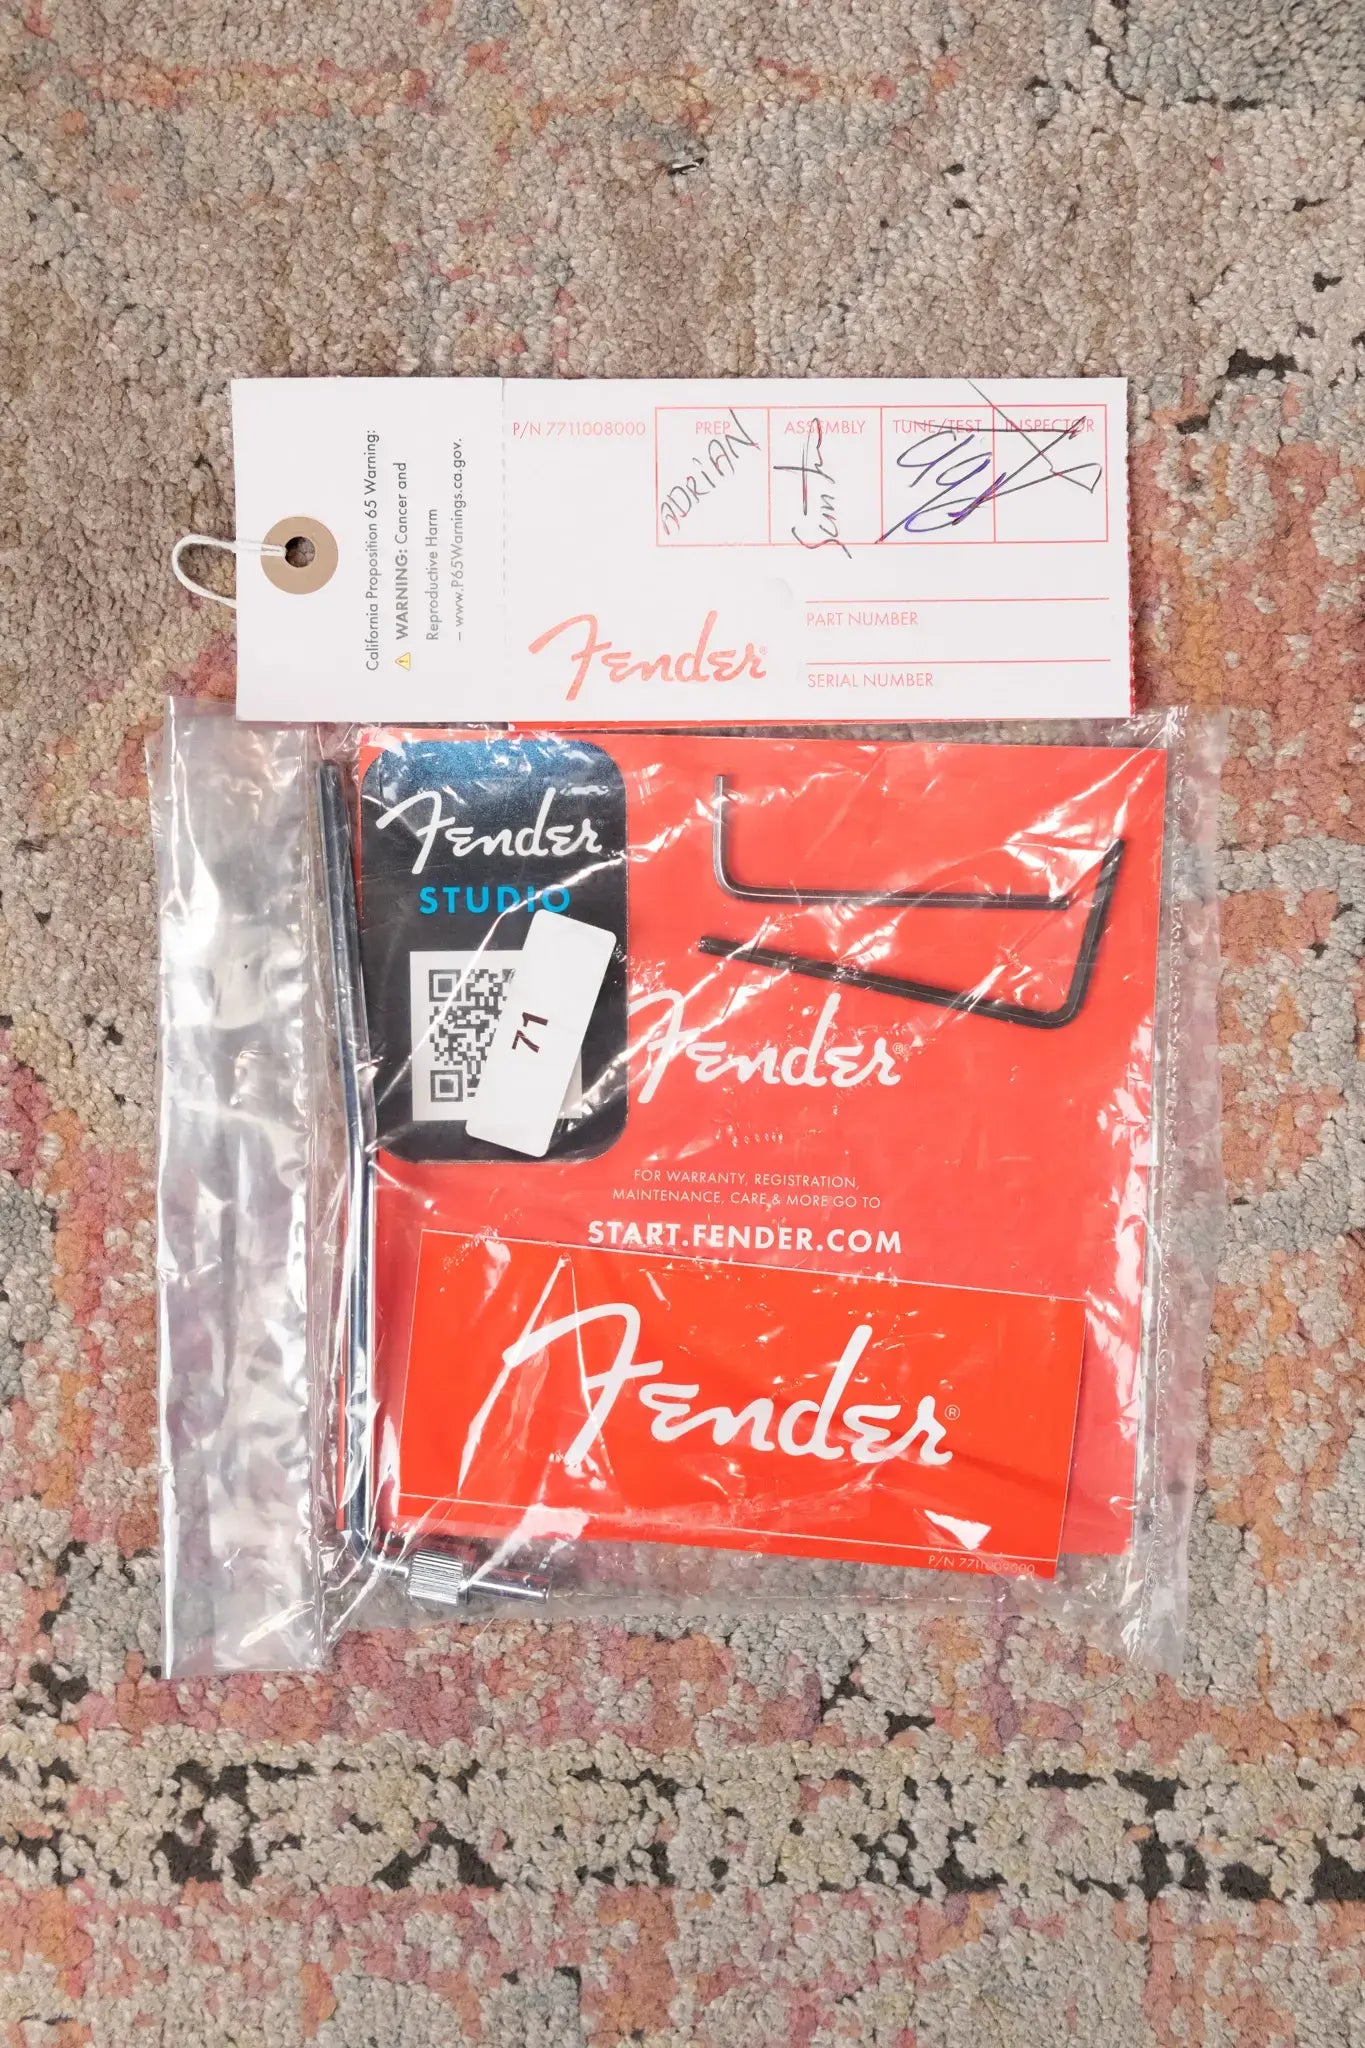 California Proposition 65 Warning:
WARNING: Cancer and
Reproductive Harm
– www.P65Warnings.ca.gov.
P/N 7711008000
PREP
ASSEMBLY
TUNE/TEST
INSPECTOR
ADRIAN
Fender®
PART NUMBER
SERIAL NUMBER
Fender®
STUDIO
71
Fender®
FOR WARRANTY, REGISTRATION,
MAINTENANCE, CARE & MORE GO TO
START.FENDER.COM
Fender®
P/N 7711009000